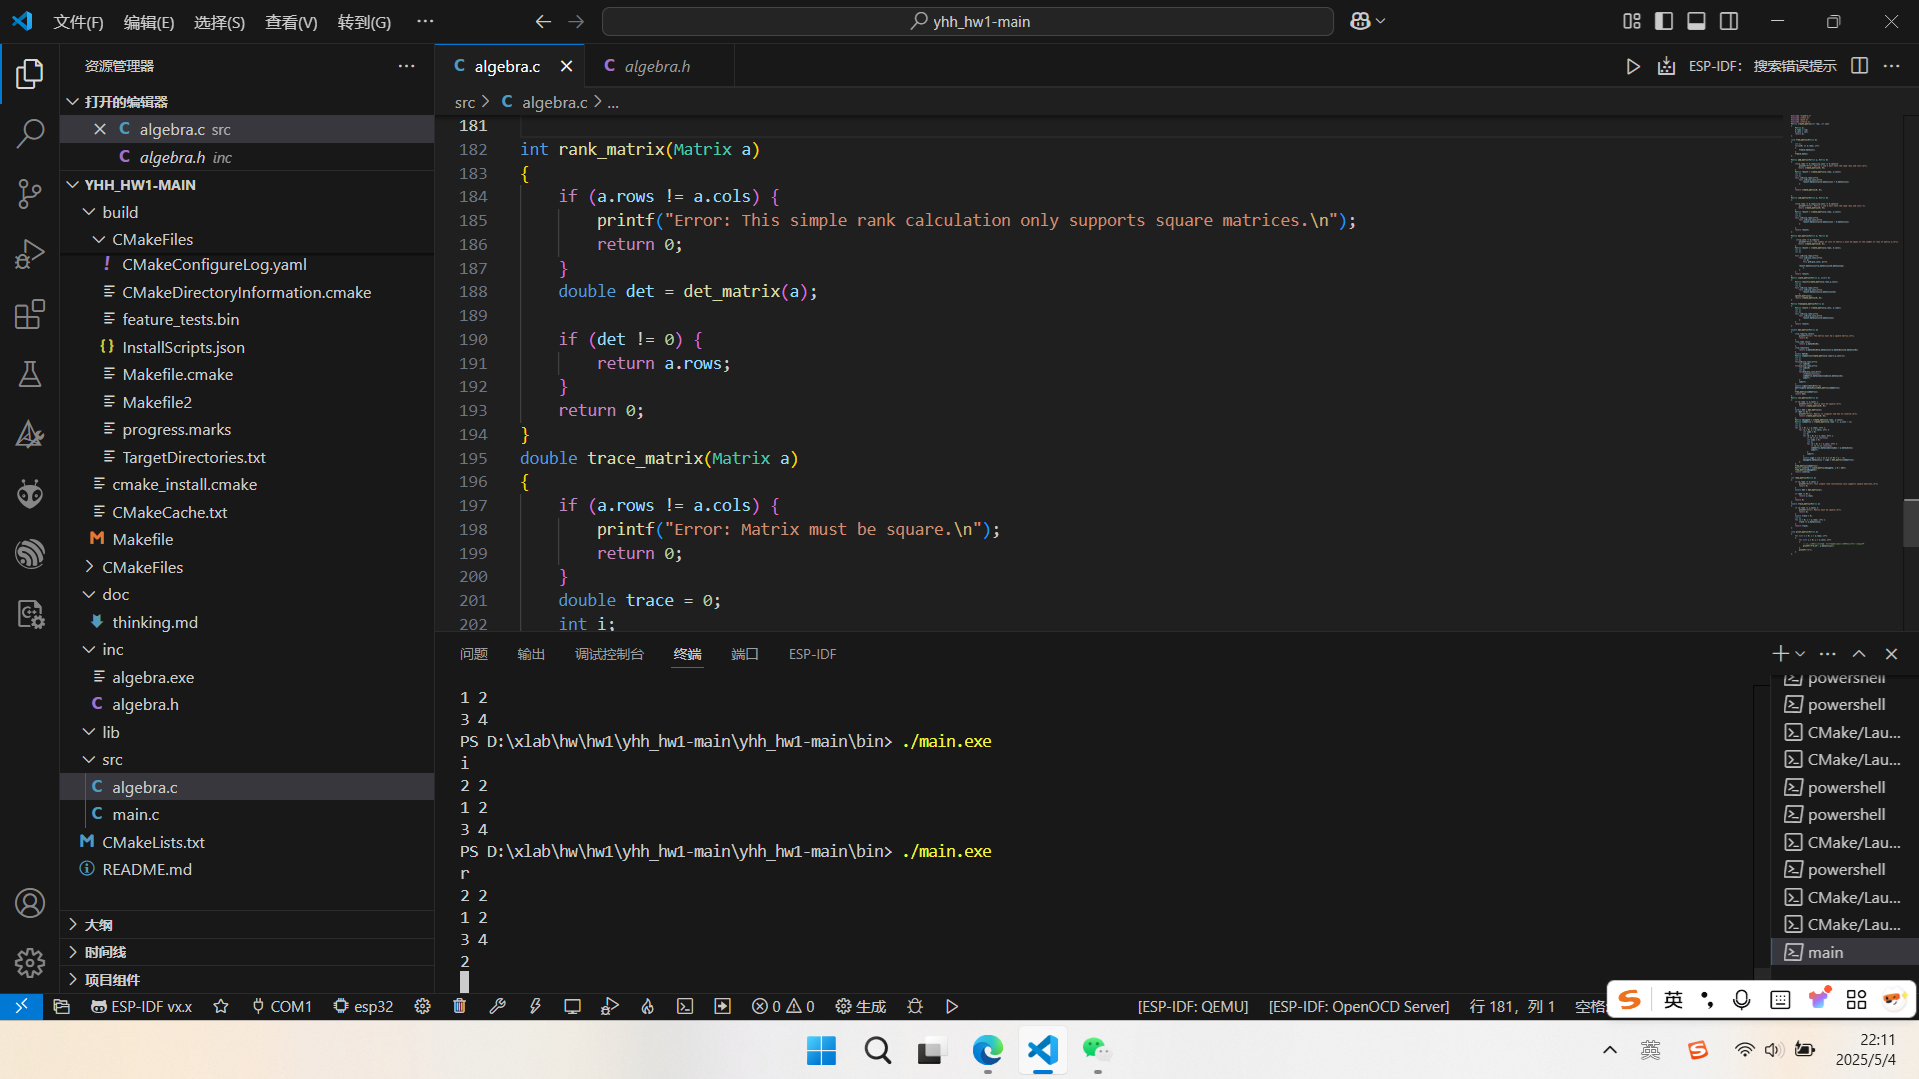 文件(F) 编辑(E) 选择(S) 查看(V) 转到(G) ··· yhh_hw1-main
资源管理器 ···
打开的编辑器
algebra.c src
algebra.h inc
YHH_HW1-MAIN
build
CMakeFiles
! CMakeConfigureLog.yaml
CMakeDirectoryInformation.cmake
feature_tests.bin
{} InstallScripts.json
Makefile.cmake
Makefile2
progress.marks
TargetDirectories.txt
cmake_install.cmake
CMakeCache.txt
M Makefile
CMakeFiles
doc
thinking.md
inc
algebra.exe
C algebra.h
lib
src
C algebra.c
C main.c
M CMakeLists.txt
README.md
大纲
时间线
项目组件
C algebra.c C algebra.h ESP-IDF: 搜索错误提示 ···
src > C algebra.c > ...
181
182 int rank_matrix(Matrix a)
183 {
184 if (a.rows != a.cols) {
185 printf("Error: This simple rank calculation only supports square matrices.\n");
186 return 0;
187 }
188 double det = det_matrix(a);
189
190 if (det != 0) {
191 return a.rows;
192 }
193 return 0;
194 }
195 double trace_matrix(Matrix a)
196 {
197 if (a.rows != a.cols) {
198 printf("Error: Matrix must be square.\n");
199 return 0;
200 }
201 double trace = 0;
202 int i;
问题 输出 调试控制台 终端 端口 ESP-IDF
1 2
3 4
PS D:\xlab\hw\hw1\yhh_hw1-main\yhh_hw1-main\bin> ./main.exe
i
2 2
1 2
3 4
PS D:\xlab\hw\hw1\yhh_hw1-main\yhh_hw1-main\bin> ./main.exe
r
2 2
1 2
3 4
2
powershell
powershell
CMake/Lau...
CMake/Lau...
powershell
powershell
CMake/Lau...
powershell
CMake/Lau...
CMake/Lau...
main
ESP-IDF vx.x COM1 esp32 0 0 生成 [ESP-IDF: QEMU] [ESP-IDF: OpenOCD Server] 行 181，列 1 空格
S 英
英 S 22:11
2025/5/4